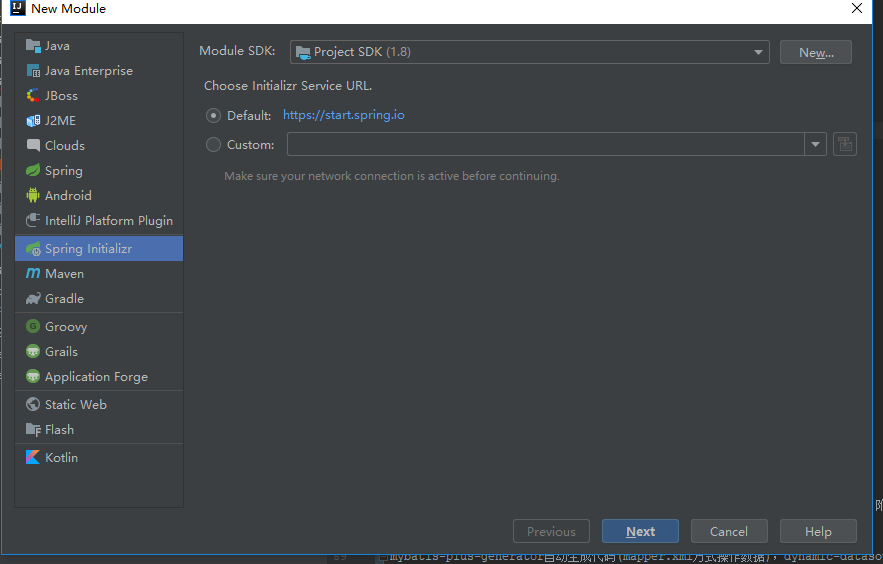 New Module
Java
Java Enterprise
JBoss
J2ME
Clouds
Spring
Android
IntelliJ Platform Plugin
Spring Initializr
Maven
Gradle
Groovy
Grails
Application Forge
Static Web
Flash
Kotlin
Module SDK: Project SDK (1.8) New...
Choose Initializr Service URL.
Default: https://start.spring.io
Custom:
Make sure your network connection is active before continuing.
Previous Next Cancel Help
mybatis-plus-generator自动生成代码(mapper.xml方式操作数据), dynamic-dataso